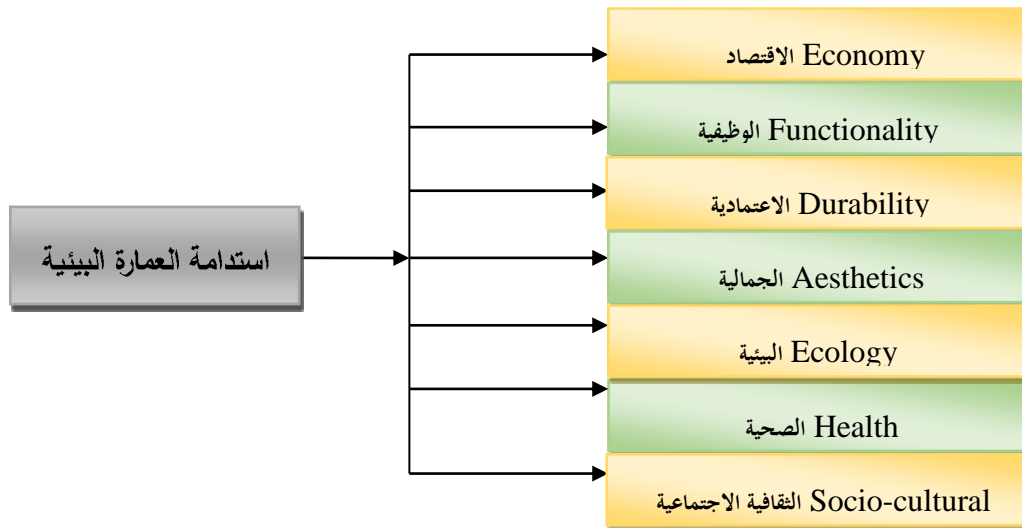 استدامة العمارة البيئية
الاقتصاد Economy
الوظيفية Functionality
الاعتمادية Durability
الجمالية Aesthetics
البيئية Ecology
الصحية Health
الثقافية الاجتماعية Socio-cultural